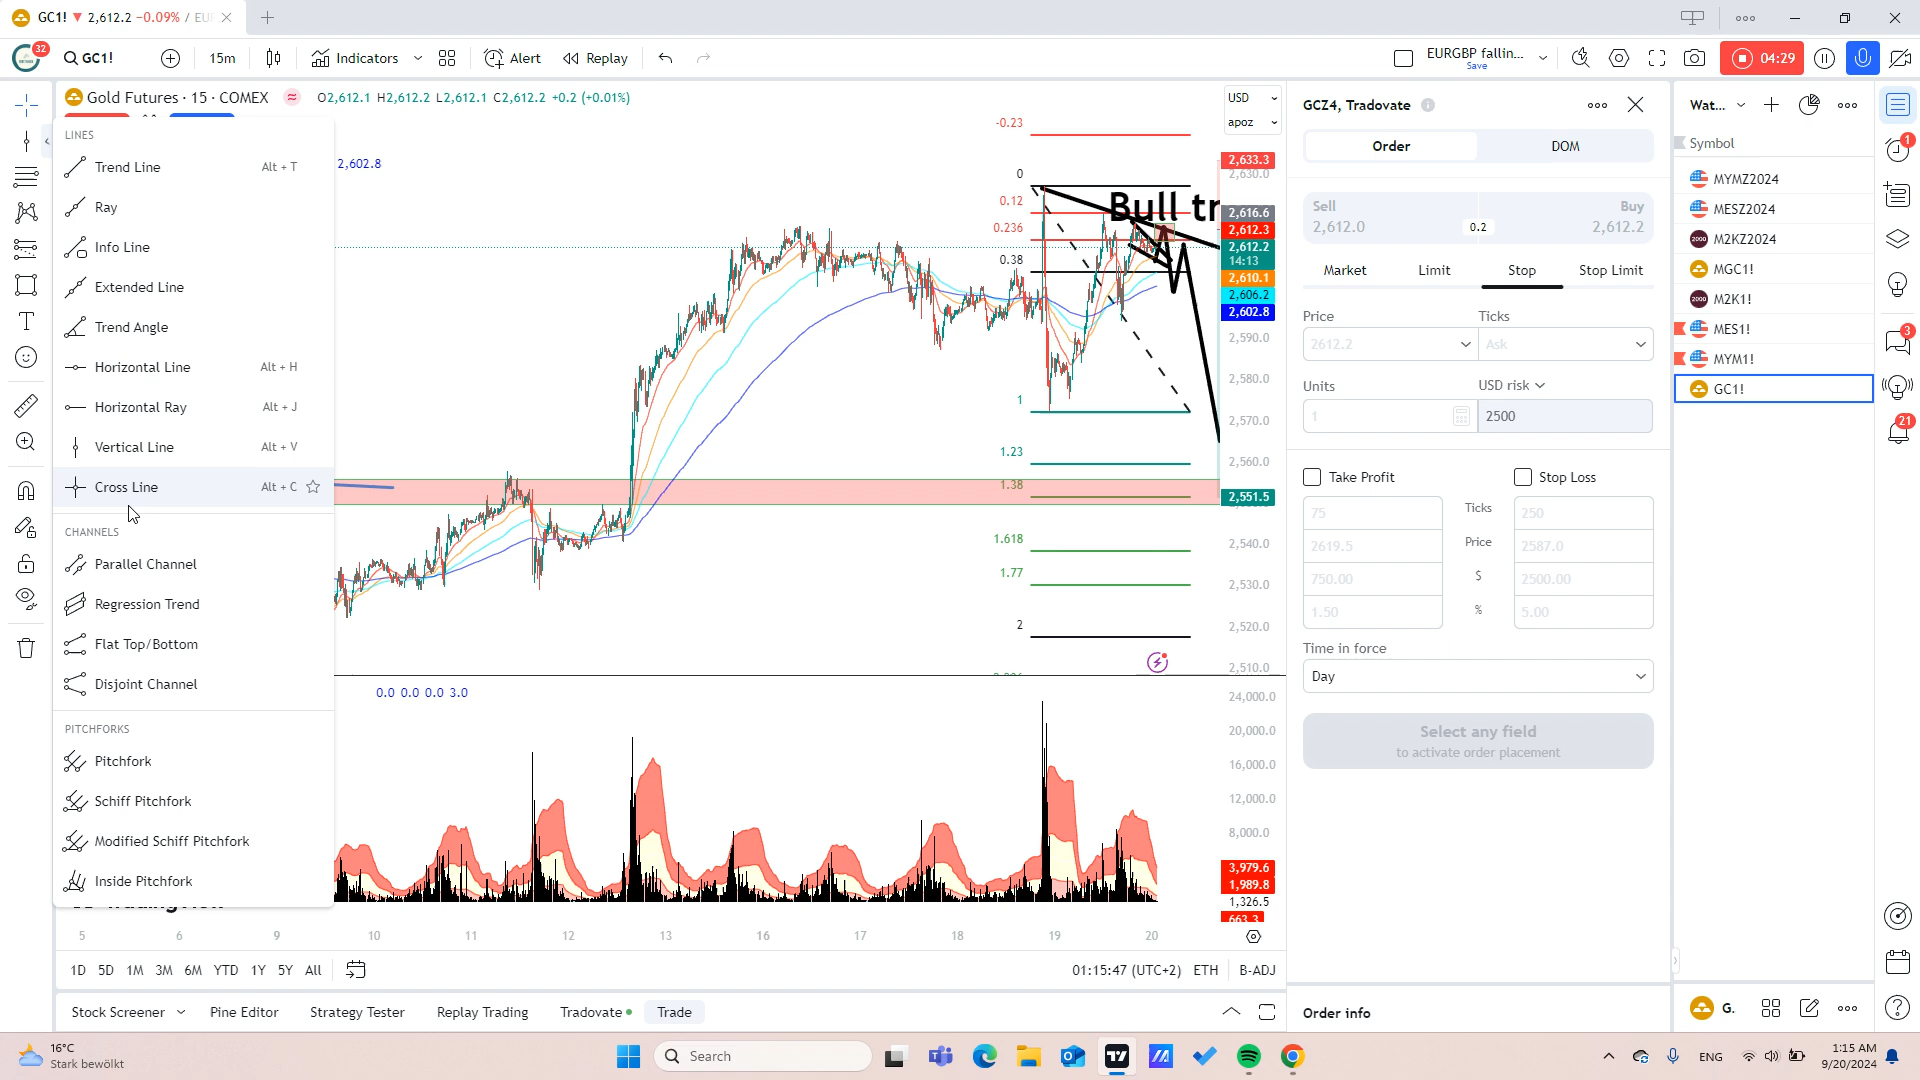 GC1! ▼ 2,612.2 −0.09% / EU
32
GC1!
15m
Indicators
Alert
Replay
EURGBP fallin...
Save
04:29
Gold Futures · 15 · COMEX
O2,612.1 H2,612.2 L2,612.1 C2,612.2 +0.2 (+0.01%)
2,602.8
LINES
Trend Line Alt + T
Ray
Info Line
Extended Line
Trend Angle
Horizontal Line Alt + H
Horizontal Ray Alt + J
Vertical Line Alt + V
Cross Line Alt + C
CHANNELS
Parallel Channel
Regression Trend
Flat Top/Bottom
Disjoint Channel
PITCHFORKS
Pitchfork
Schiff Pitchfork
Modified Schiff Pitchfork
Inside Pitchfork
-0.23
0
0.12
0.236
0.38
1
1.23
1.38
1.618
1.77
2
Bull tr
0.0 0.0 0.0 3.0
USD
apoz
2,633.3
2,630.0
2,616.6
2,612.3
2,612.2
14:13
2,610.1
2,606.2
2,602.8
2,590.0
2,580.0
2,570.0
2,560.0
2,551.5
2,540.0
2,530.0
2,520.0
2,510.0
24,000.0
20,000.0
16,000.0
12,000.0
8,000.0
3,979.6
1,989.8
1,326.5
663.3
5 6 9 10 11 12 13 16 17 18 19 20
1D 5D 1M 3M 6M YTD 1Y 5Y All
01:15:47 (UTC+2) ETH B-ADJ
Stock Screener
Pine Editor
Strategy Tester
Replay Trading
Tradovate
Trade
GCZ4, Tradovate
Order
DOM
Sell
2,612.0
0.2
Buy
2,612.2
Market
Limit
Stop
Stop Limit
Price
Ticks
2612.2
Ask
Units
USD risk
1
2500
Take Profit
Stop Loss
75 Ticks 250
2619.5 Price 2587.0
750.00 $ 2500.00
1.50 % 5.00
Time in force
Day
Select any field
to activate order placement
Order info
Wat...
Symbol
MYMZ2024
MESZ2024
2000 M2KZ2024
MGC1!
2000 M2K1!
MES1!
MYM1!
GC1!
G.
1
3
21
16°C
Stark bewölkt
Search
ENG
1:15 AM
9/20/2024